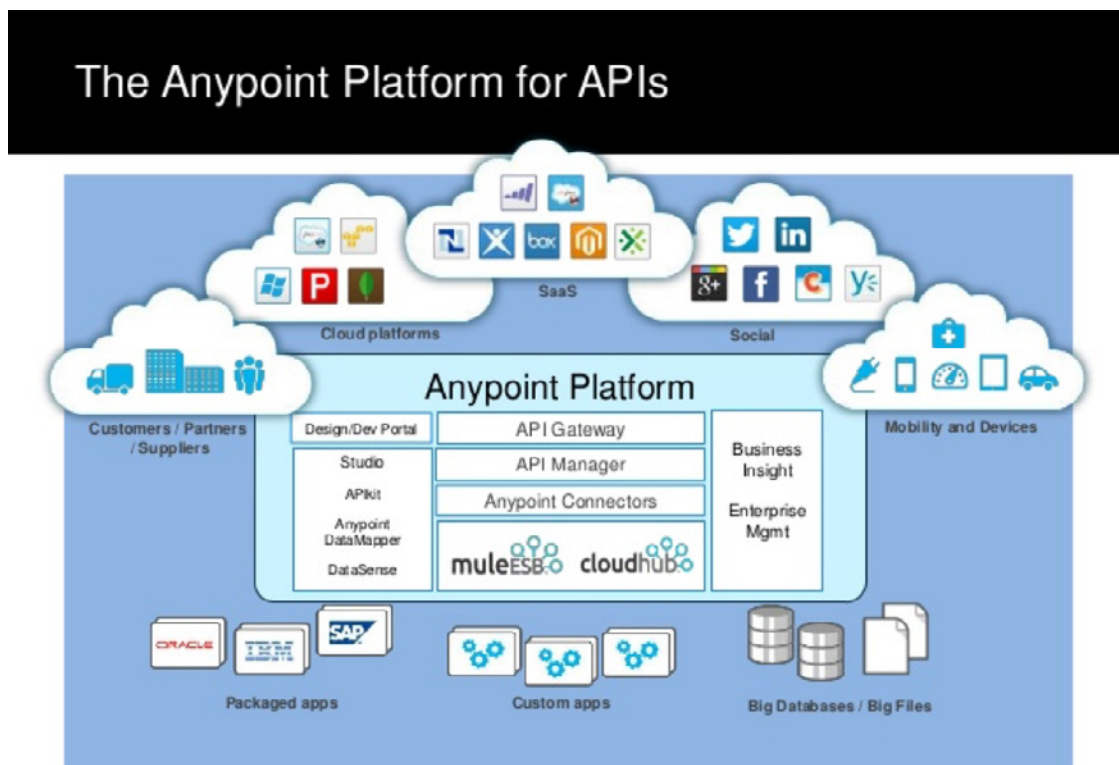 The Anypoint Platform for APIs
box
SaaS
P
Cloud platforms
in
g+
f
Social
Customers / Partners
/ Suppliers
Mobility and Devices
Anypoint Platform
Design/Dev Portal
Studio
APIkit
Anypoint
DataMapper
DataSense
API Gateway
API Manager
Anypoint Connectors
muleESB
cloudhub
Business
Insight
Enterprise
Mgmt
ORACLE
IBM
SAP
Packaged apps
Custom apps
Big Databases / Big Files